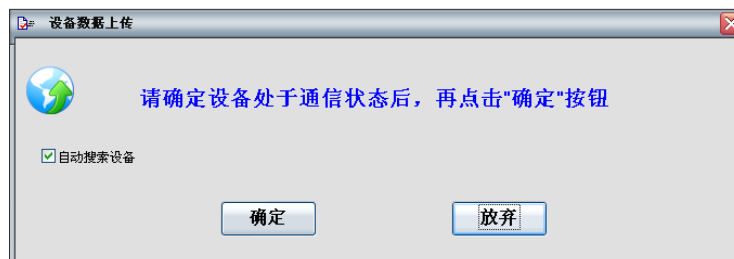 设备数据上传
请确定设备处于通信状态后，再点击"确定"按钮
自动搜索设备
确定
放弃